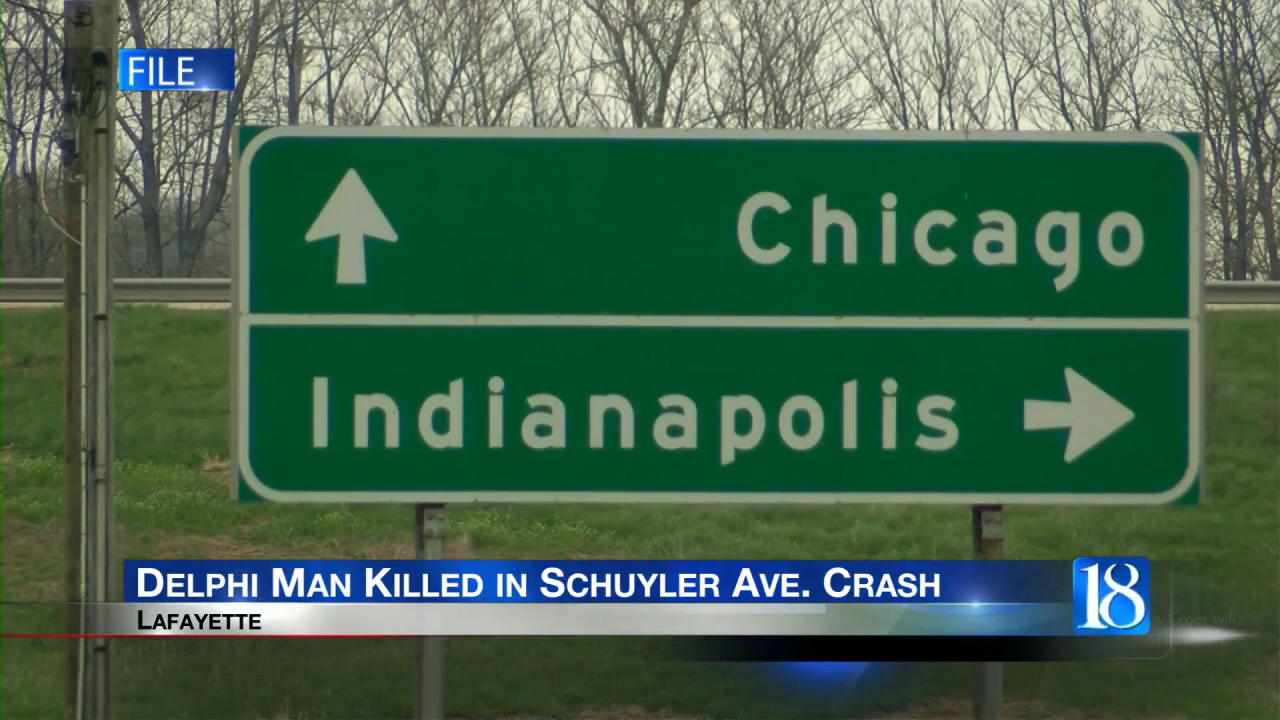 FILE
Chicago
Indianapolis
DELPHI MAN KILLED IN SCHUYLER AVE. CRASH
LAFAYETTE
18